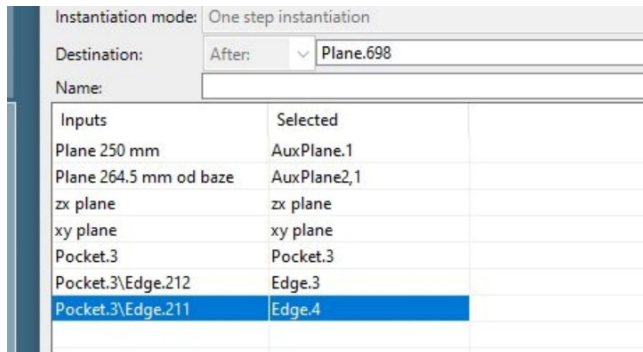 Instantiation mode: One step instantiation
Destination: After: Plane.698
Name:
Inputs Selected
Plane 250 mm AuxPlane.1
Plane 264.5 mm od baze AuxPlane2,1
zx plane zx plane
xy plane xy plane
Pocket.3 Pocket.3
Pocket.3\Edge.212 Edge.3
Pocket.3\Edge.211 Edge.4